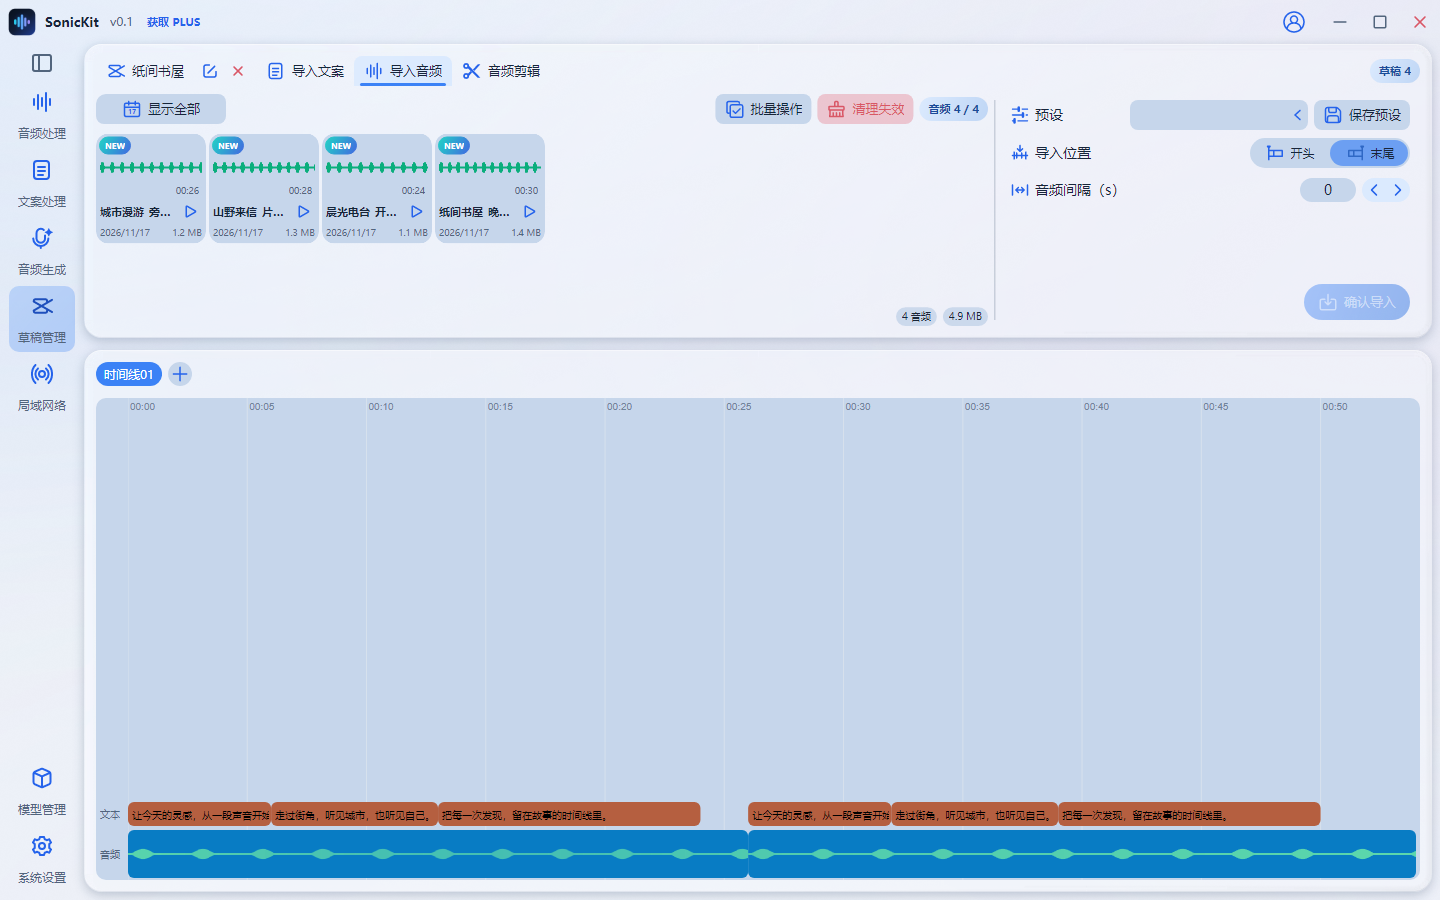 SonicKit v0.1 获取 PLUS
音频处理
文案处理
音频生成
草稿管理
局域网络
模型管理
系统设置
纸间书屋 导入文案 导入音频 音频剪辑 草稿 4
显示全部 批量操作 清理失效 音频 4 / 4
17
NEW NEW NEW NEW
00:26 00:28 00:24 00:30
城市漫游 旁... 山野来信 片... 晨光电台 开... 纸间书屋 晚...
2026/11/17 1.2 MB 2026/11/17 1.3 MB 2026/11/17 1.1 MB 2026/11/17 1.4 MB
4 音频 4.9 MB
预设 保存预设
导入位置 开头 末尾
音频间隔（s） 0
确认导入
时间线01
00:00 00:05 00:10 00:15 00:20 00:25 00:30 00:35 00:40 00:45 00:50
文本 让今天的灵感，从一段声音开始 走过街角，听见城市，也听见自己。 把每一次发现，留在故事的时间线里。 让今天的灵感，从一段声音开始 走过街角，听见城市，也听见自己。 把每一次发现，留在故事的时间线里。
音频